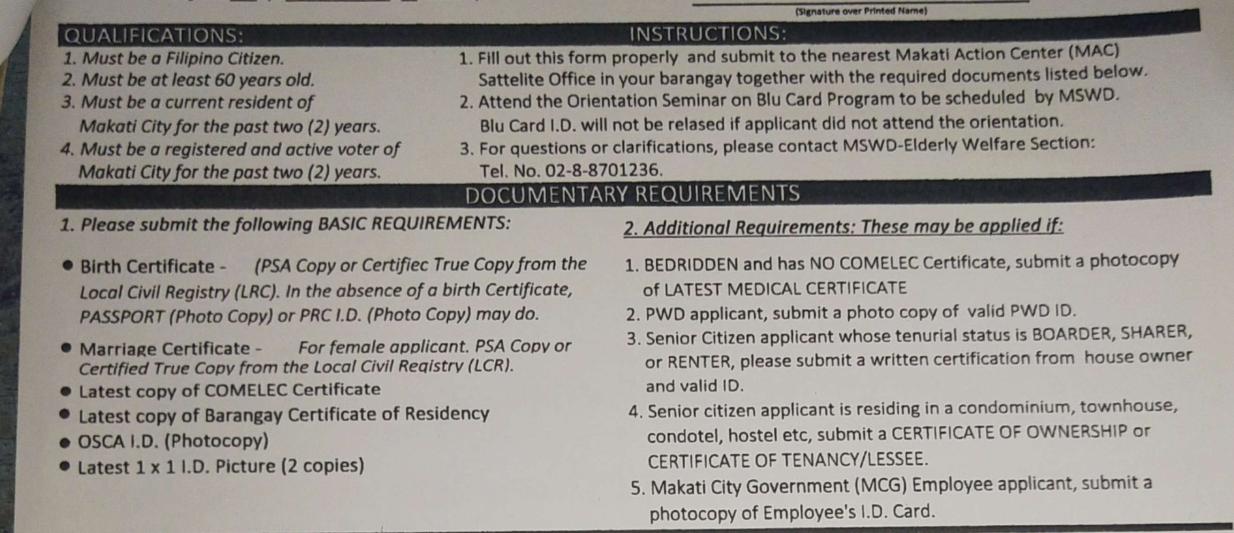 (Signature over Printed Name)
QUALIFICATIONS:
1. Must be a Filipino Citizen.
2. Must be at least 60 years old.
3. Must be a current resident of
Makati City for the past two (2) years.
4. Must be a registered and active voter of
Makati City for the past two (2) years.
INSTRUCTIONS:
1. Fill out this form properly and submit to the nearest Makati Action Center (MAC)
Sattelite Office in your barangay together with the required documents listed below.
2. Attend the Orientation Seminar on Blu Card Program to be scheduled by MSWD.
Blu Card I.D. will not be relased if applicant did not attend the orientation.
3. For questions or clarifications, please contact MSWD-Elderly Welfare Section:
Tel. No. 02-8-8701236.
DOCUMENTARY REQUIREMENTS
1. Please submit the following BASIC REQUIREMENTS:
• Birth Certificate - (PSA Copy or Certifiec True Copy from the
Local Civil Registry (LRC). In the absence of a birth Certificate,
PASSPORT (Photo Copy) or PRC I.D. (Photo Copy) may do.
• Marriage Certificate - For female applicant. PSA Copy or
Certified True Copy from the Local Civil Registry (LCR).
• Latest copy of COMELEC Certificate
• Latest copy of Barangay Certificate of Residency
• OSCA I.D. (Photocopy)
• Latest 1 x 1 I.D. Picture (2 copies)
2. Additional Requirements: These may be applied if:
1. BEDRIDDEN and has NO COMELEC Certificate, submit a photocopy
of LATEST MEDICAL CERTIFICATE
2. PWD applicant, submit a photo copy of valid PWD ID.
3. Senior Citizen applicant whose tenurial status is BOARDER, SHARER,
or RENTER, please submit a written certification from house owner
and valid ID.
4. Senior citizen applicant is residing in a condominium, townhouse,
condotel, hostel etc, submit a CERTIFICATE OF OWNERSHIP or
CERTIFICATE OF TENANCY/LESSEE.
5. Makati City Government (MCG) Employee applicant, submit a
photocopy of Employee's I.D. Card.